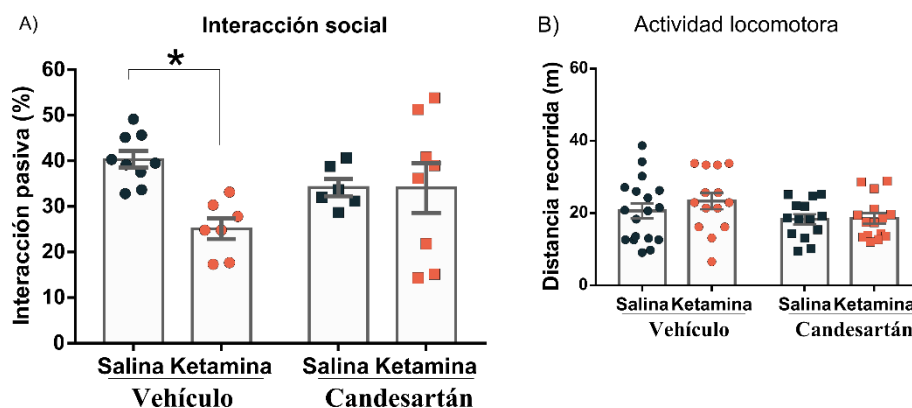 A)
Interacción social
Interacción pasiva (%)
60
50
40
30
20
10
0
*
Salina Ketamina Salina Ketamina
Vehículo Candesartán
B)
Actividad locomotora
Distancia recorrida (m)
60
40
20
0
Salina Ketamina Salina Ketamina
Vehículo Candesartán